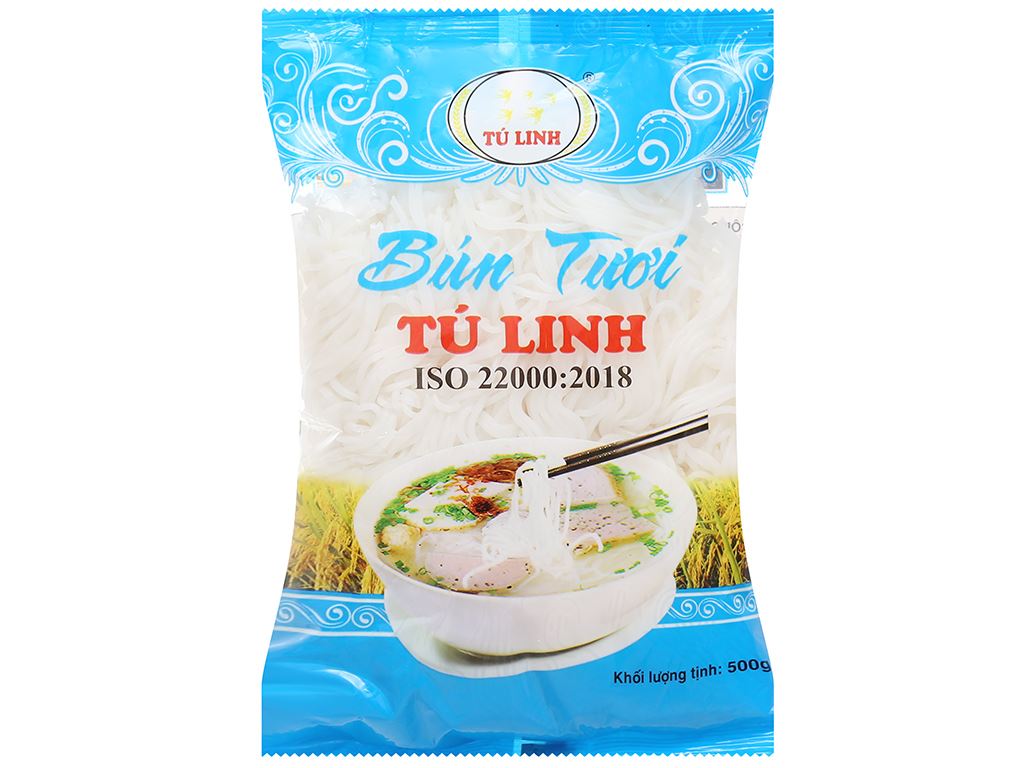 ®
TÚ LINH
Bún Tươi
TÚ LINH
ISO 22000:2018
Khối lượng tịnh: 500g